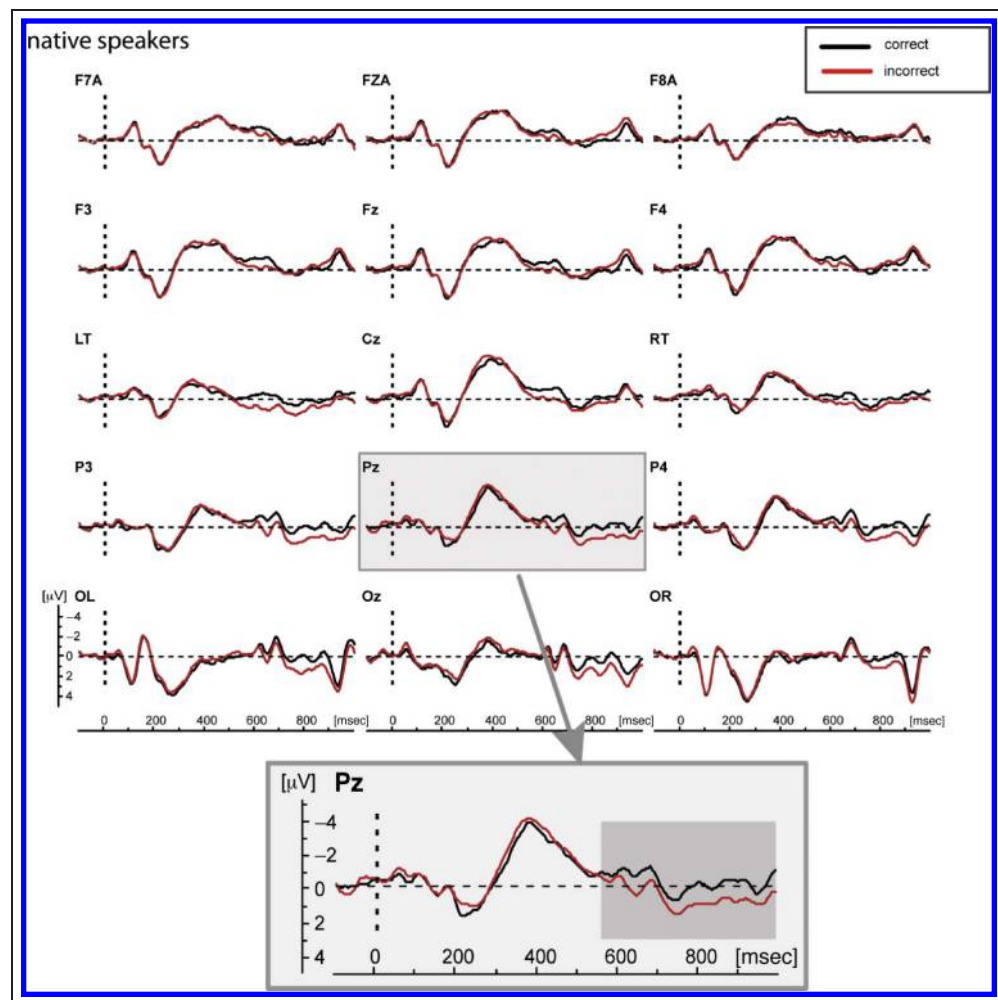 native speakers
correct
incorrect
F7A FZA F8A
F3 Fz F4
LT Cz RT
P3 Pz P4
[μV] OL Oz OR
−4
−2
0
2
4
0 200 400 600 800 [msec] 0 200 400 600 800 [msec] 0 200 400 600 800 [msec]
[μV] Pz
−4
−2
0
2
4
0 200 400 600 800 [msec]